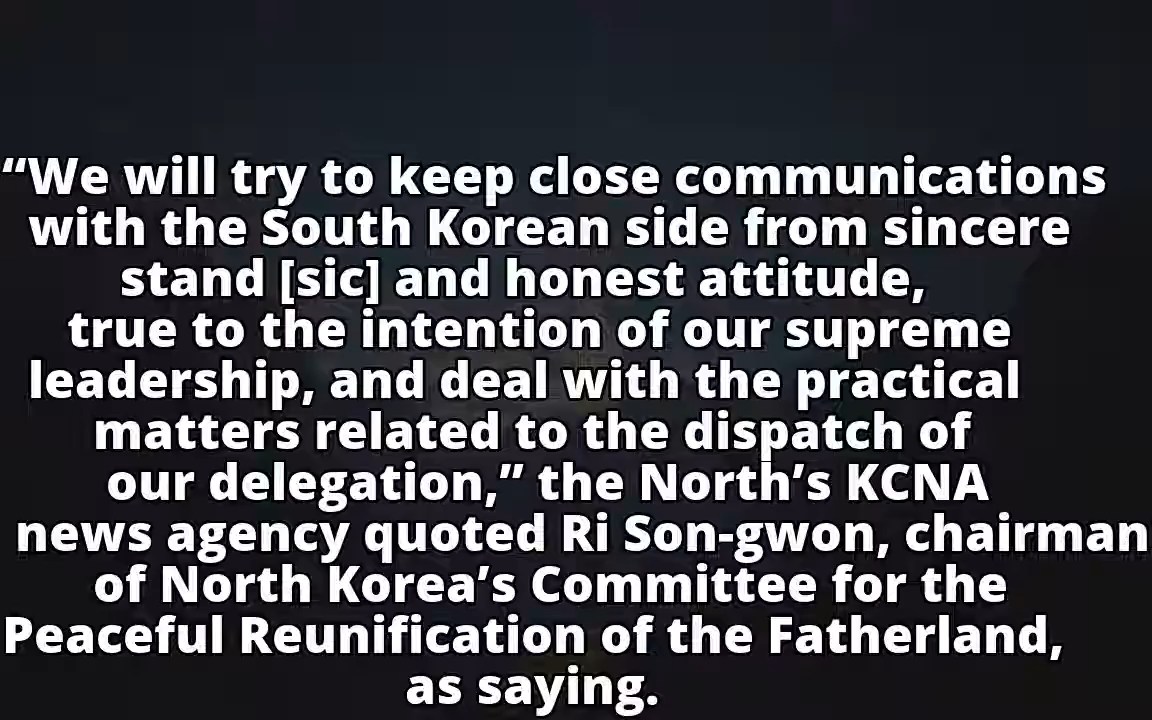 “We will try to keep close communications
with the South Korean side from sincere
stand [sic] and honest attitude,
true to the intention of our supreme
leadership, and deal with the practical
matters related to the dispatch of
our delegation,” the North’s KCNA
news agency quoted Ri Son-gwon, chairman
of North Korea’s Committee for the
Peaceful Reunification of the Fatherland,
as saying.